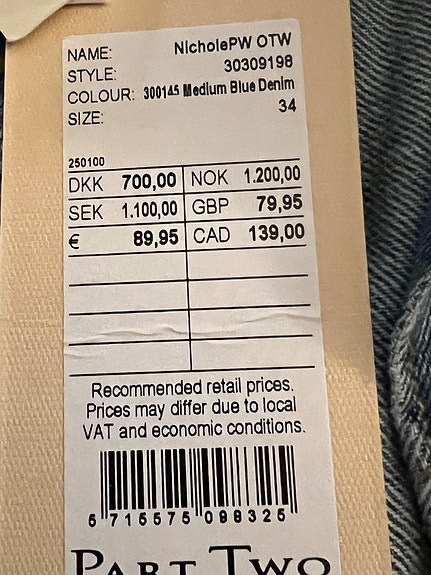 NAME: NicholePW OTW
STYLE: 30309198
COLOUR: 300145 Medium Blue Denim
SIZE: 34
250100
DKK 700,00 NOK 1.200,00
SEK 1.100,00 GBP 79,95
€ 89,95 CAD 139,00
Recommended retail prices.
Prices may differ due to local
VAT and economic conditions.
5 715575 098325
PART TWO